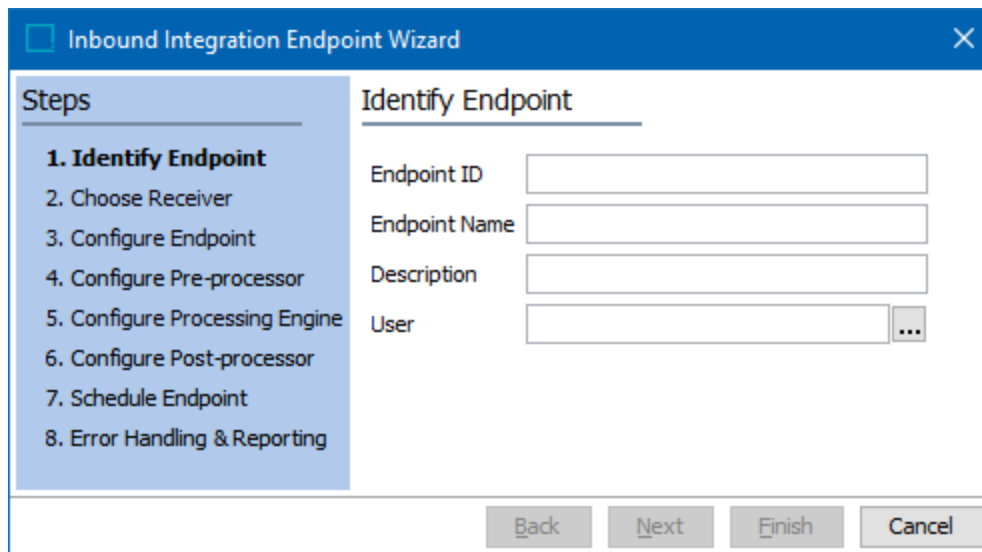 Inbound Integration Endpoint Wizard
Steps
1. Identify Endpoint
2. Choose Receiver
3. Configure Endpoint
4. Configure Pre-processor
5. Configure Processing Engine
6. Configure Post-processor
7. Schedule Endpoint
8. Error Handling & Reporting
Identify Endpoint
Endpoint ID
Endpoint Name
Description
User
...
Back
Next
Finish
Cancel